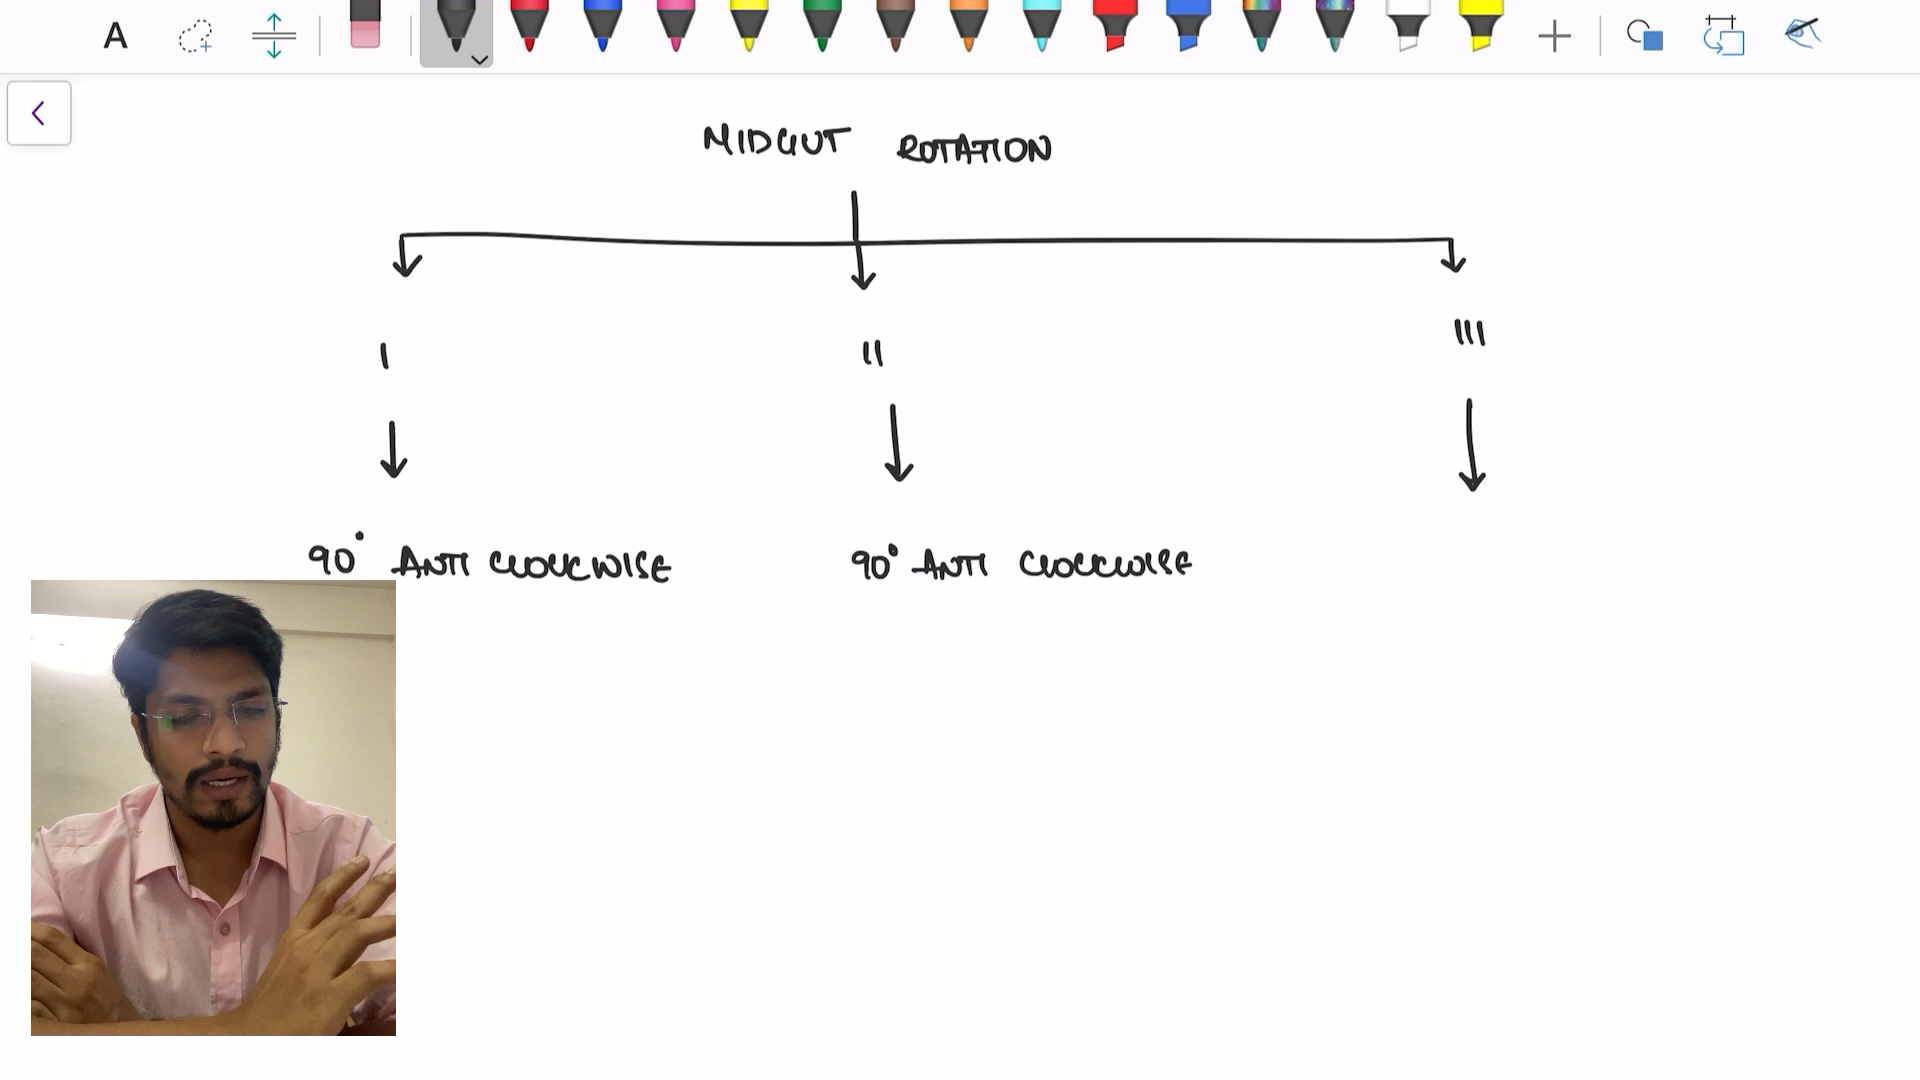 A
MIDGUT ROTATION
I
II
III
90° ANTI CLOCKWISE
90° ANTI CLOCKWISE